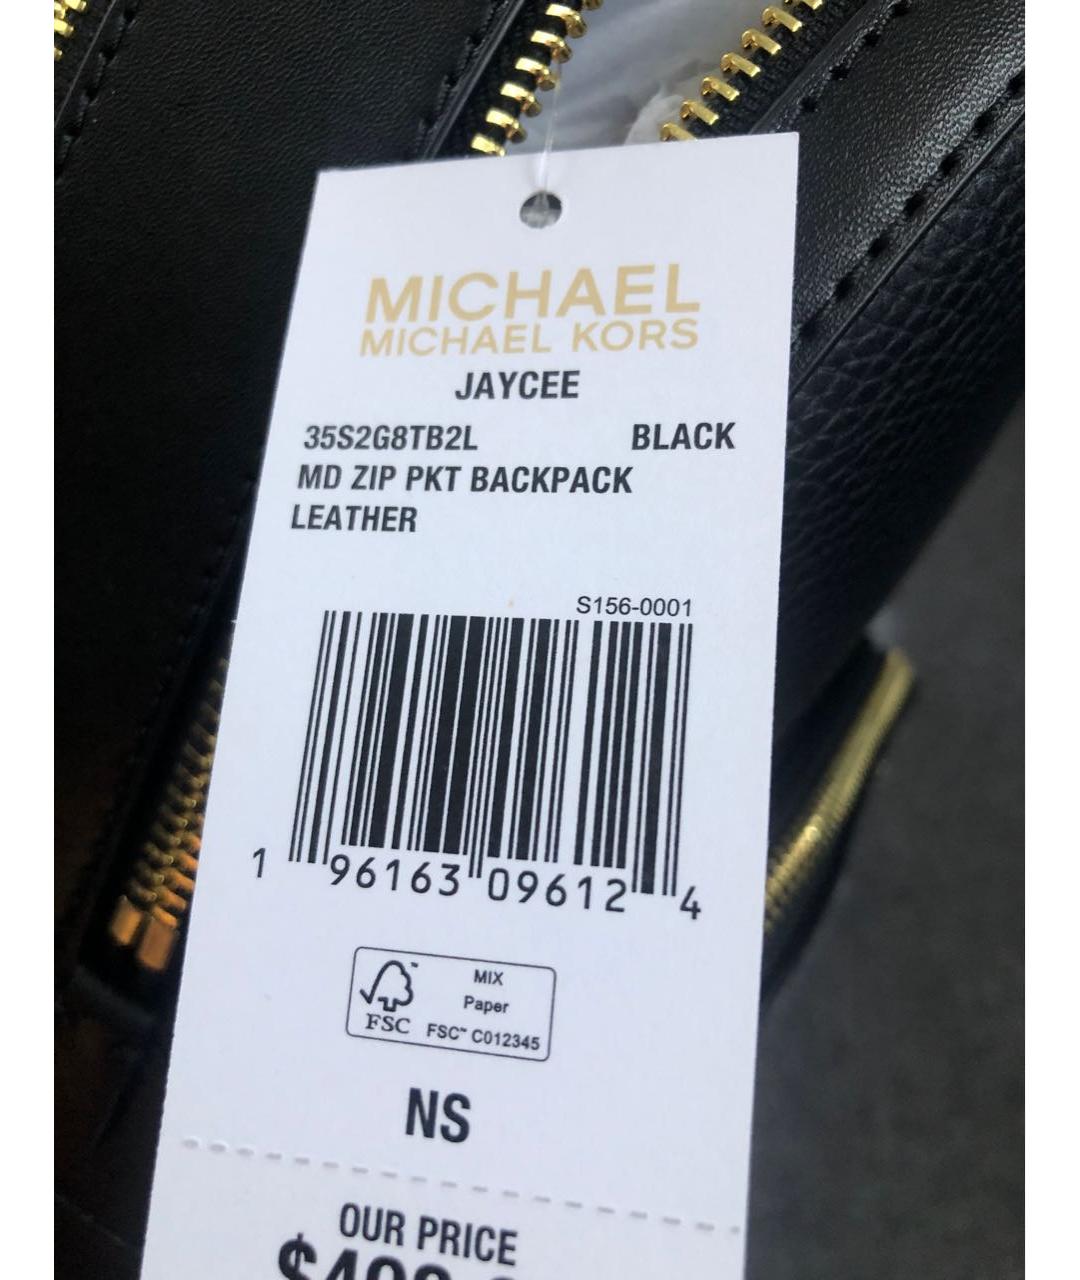 MICHAEL
MICHAEL KORS
JAYCEE
35S2G8TB2L BLACK
MD ZIP PKT BACKPACK
LEATHER
S156-0001
1 96163 09612 4
FSC
MIX
Paper
FSC™ C012345
NS
OUR PRICE